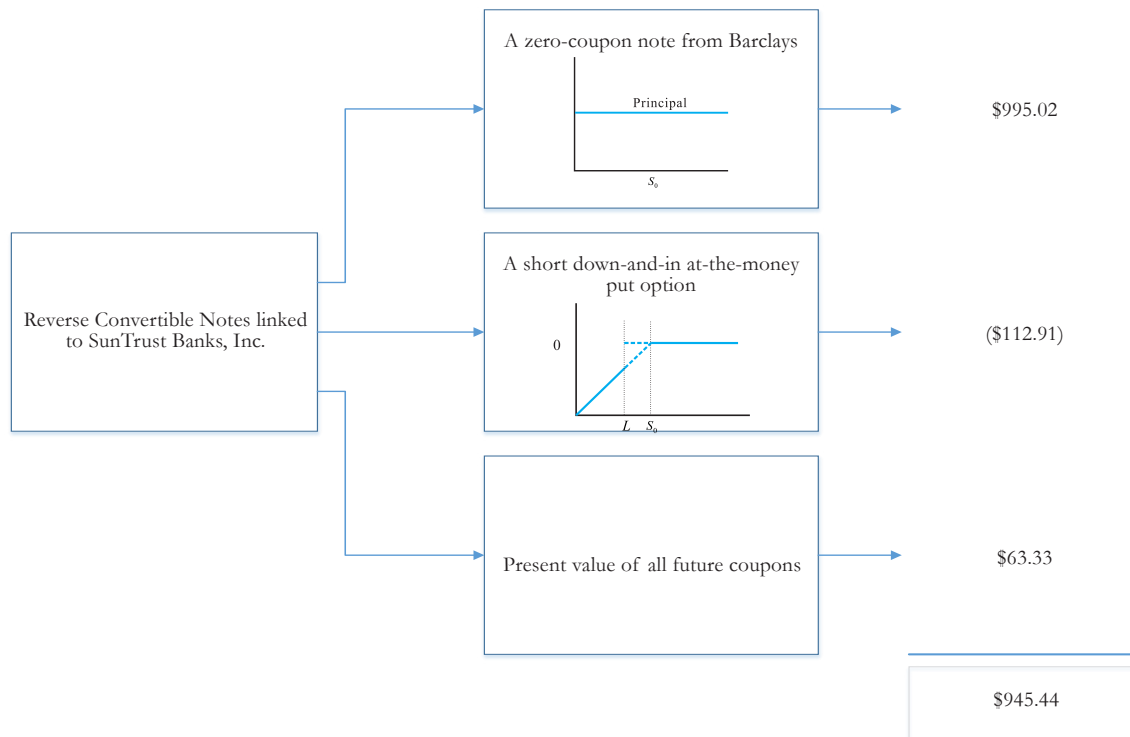 A zero-coupon note from Barclays
Principal
S₀
$995.02
Reverse Convertible Notes linked
to SunTrust Banks, Inc.
A short down-and-in at-the-money
put option
0
L S₀
($112.91)
Present value of all future coupons
$63.33
$945.44